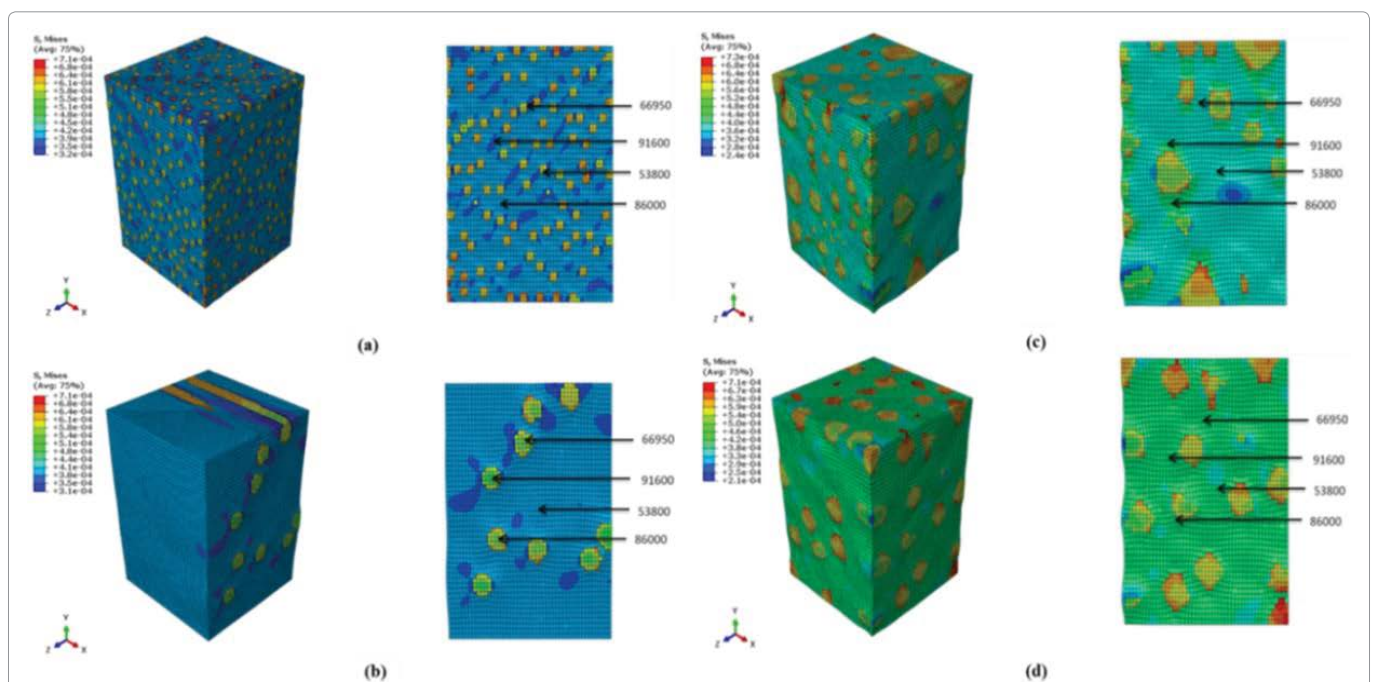 S, Mises
(Avg: 75%)
+7.1e-04
+6.8e-04
+6.4e-04
+6.1e-04
+5.8e-04
+5.5e-04
+5.1e-04
+4.8e-04
+4.5e-04
+4.2e-04
+3.9e-04
+3.5e-04
+3.2e-04
Y
Z X
66950
91600
53800
86000
(a)
S, Mises
(Avg: 75%)
+7.1e-04
+6.8e-04
+6.4e-04
+6.1e-04
+5.8e-04
+5.4e-04
+5.1e-04
+4.8e-04
+4.4e-04
+4.1e-04
+3.8e-04
+3.5e-04
+3.1e-04
Y
Z X
66950
91600
53800
86000
(b)
S, Mises
(Avg: 75%)
+6.8e-04
+6.4e-04
+6.0e-04
+5.6e-04
+5.2e-04
+4.8e-04
+4.4e-04
+4.0e-04
+3.6e-04
+3.2e-04
+2.8e-04
+2.4e-04
Y
Z X
66950
91600
53800
86000
(c)
S, Mises
(Avg: 75%)
+7.1e-04
+6.7e-04
+6.3e-04
+5.9e-04
+5.4e-04
+5.0e-04
+4.6e-04
+4.2e-04
+3.8e-04
+3.3e-04
+2.9e-04
+2.5e-04
+2.1e-04
Y
Z X
66950
91600
53800
86000
(d)